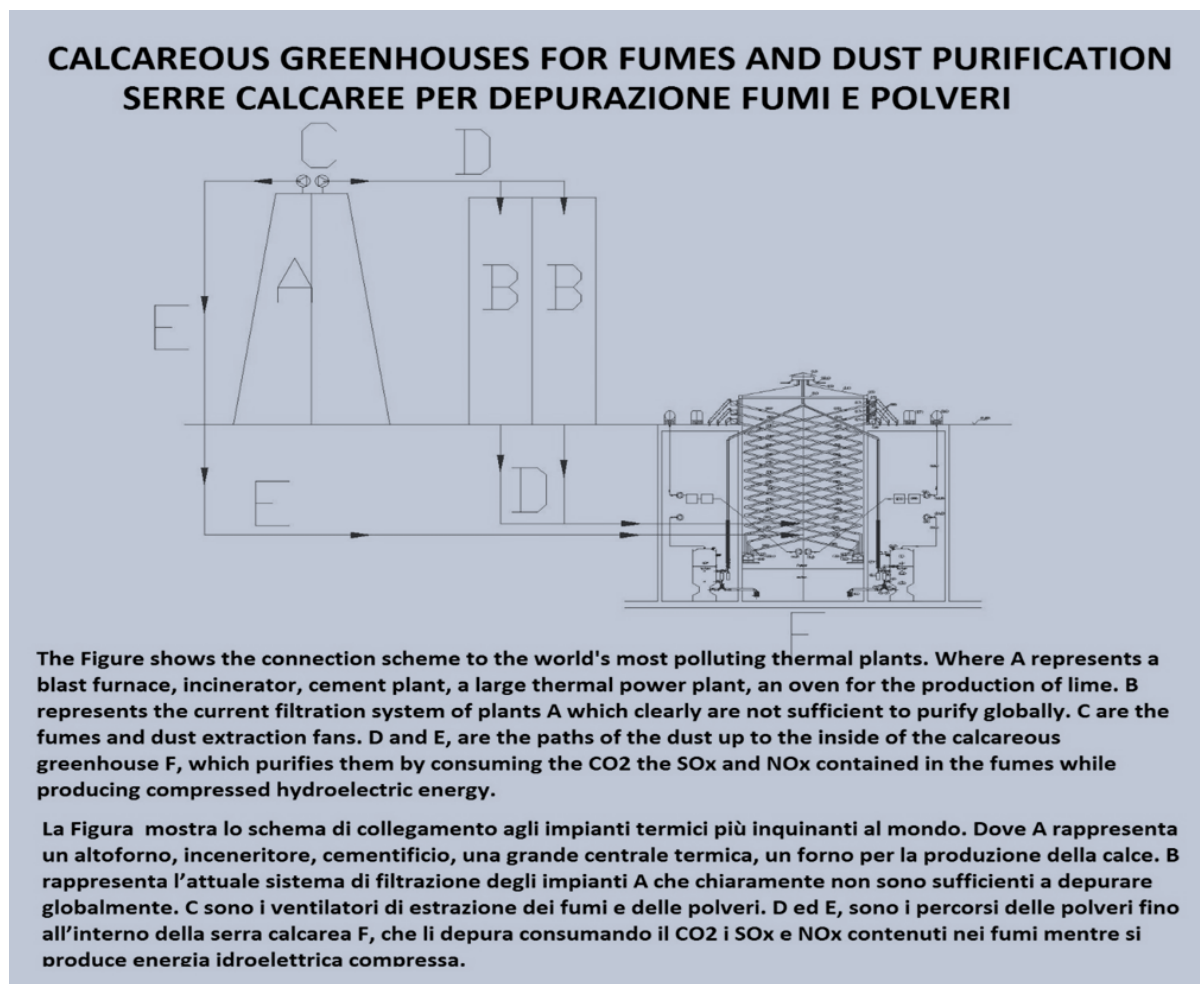 CALCAREOUS GREENHOUSES FOR FUMES AND DUST PURIFICATION
SERRE CALCAREE PER DEPURAZIONE FUMI E POLVERI
C
D
A
B B
E
E
D
F
The Figure shows the connection scheme to the world's most polluting thermal plants. Where A represents a
blast furnace, incinerator, cement plant, a large thermal power plant, an oven for the production of lime. B
represents the current filtration system of plants A which clearly are not sufficient to purify globally. C are the
fumes and dust extraction fans. D and E, are the paths of the dust up to the inside of the calcareous
greenhouse F, which purifies them by consuming the CO2 the SOx and NOx contained in the fumes while
producing compressed hydroelectric energy.
La Figura mostra lo schema di collegamento agli impianti termici più inquinanti al mondo. Dove A rappresenta
un altoforno, inceneritore, cementificio, una grande centrale termica, un forno per la produzione della calce. B
rappresenta l'attuale sistema di filtrazione degli impianti A che chiaramente non sono sufficienti a depurare
globalmente. C sono i ventilatori di estrazione dei fumi e delle polveri. D ed E, sono i percorsi delle polveri fino
all'interno della serra calcarea F, che li depura consumando il CO2 i SOx e NOx contenuti nei fumi mentre si
produce energia idroelettrica compressa.